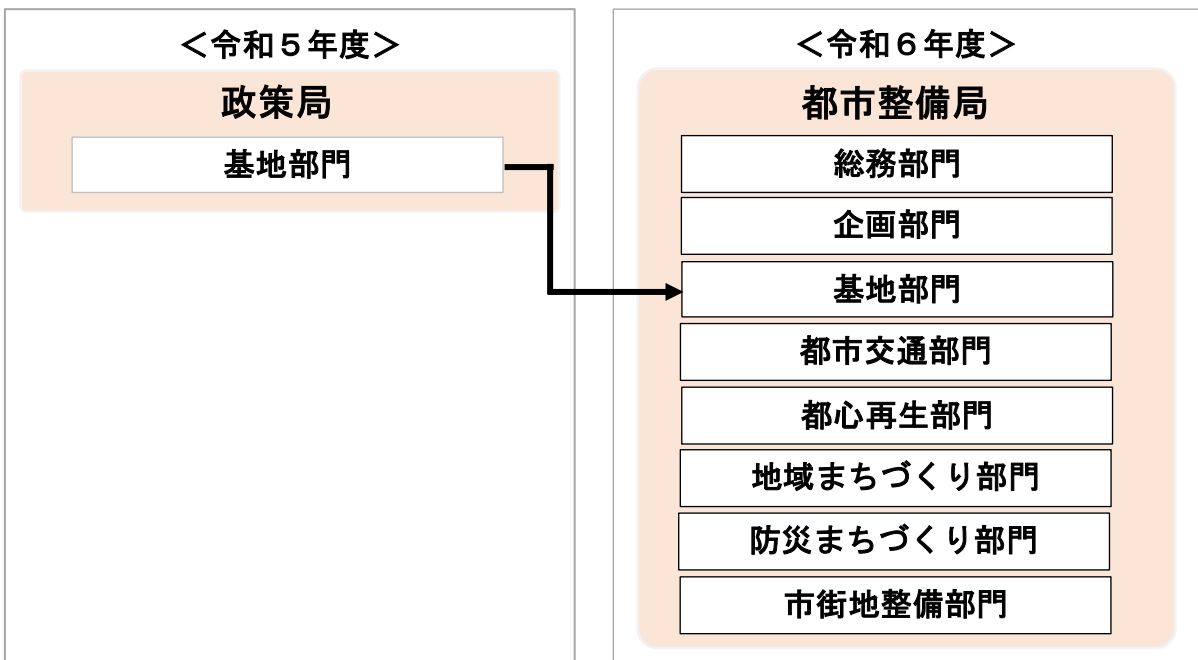 ＜令和５年度＞
政策局
基地部門
＜令和６年度＞
都市整備局
総務部門
企画部門
基地部門
都市交通部門
都心再生部門
地域まちづくり部門
防災まちづくり部門
市街地整備部門